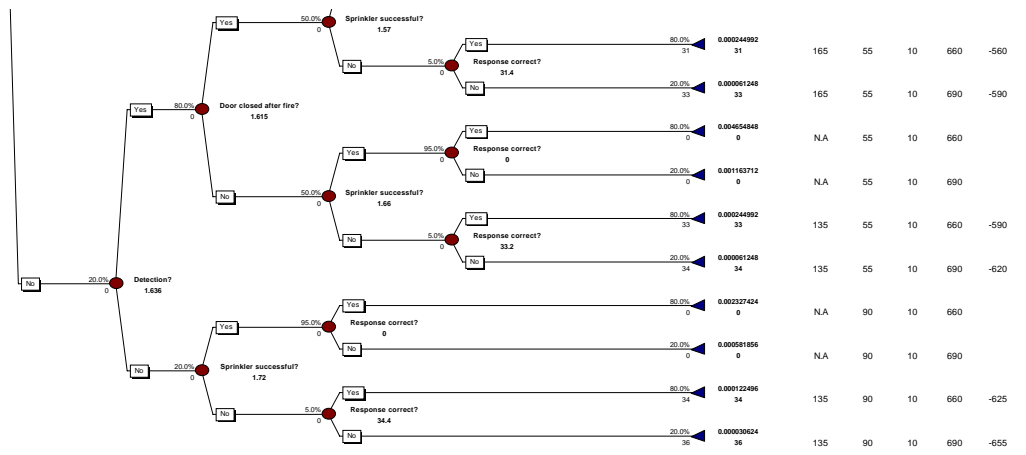 Yes 50.0% Sprinkler successful?
0 1.57
Yes 80.0% 0.000244992
31 31 165 55 10 660 -560
No 5.0% Response correct?
0 31.4
No 20.0% 0.000061248
33 33 165 55 10 690 -590
Yes 80.0% Door closed after fire?
0 1.615
Yes 80.0% 0.004654848
0 0 N.A 55 10 660
Yes 95.0% Response correct?
0 0
No 20.0% 0.001163712
0 0 N.A 55 10 690
No 50.0% Sprinkler successful?
0 1.66
Yes 80.0% 0.000244992
33 33 135 55 10 660 -590
No 5.0% Response correct?
0 33.2
No 20.0% 0.000061248
34 34 135 55 10 690 -620
No 20.0% Detection?
0 1.636
Yes 80.0% 0.002327424
0 0 N.A 90 10 660
Yes 95.0% Response correct?
0 0
No 20.0% 0.000581856
0 0 N.A 90 10 690
No 20.0% Sprinkler successful?
0 1.72
Yes 80.0% 0.000122496
34 34 135 90 10 660 -625
No 5.0% Response correct?
0 34.4
No 20.0% 0.000030624
36 36 135 90 10 690 -655